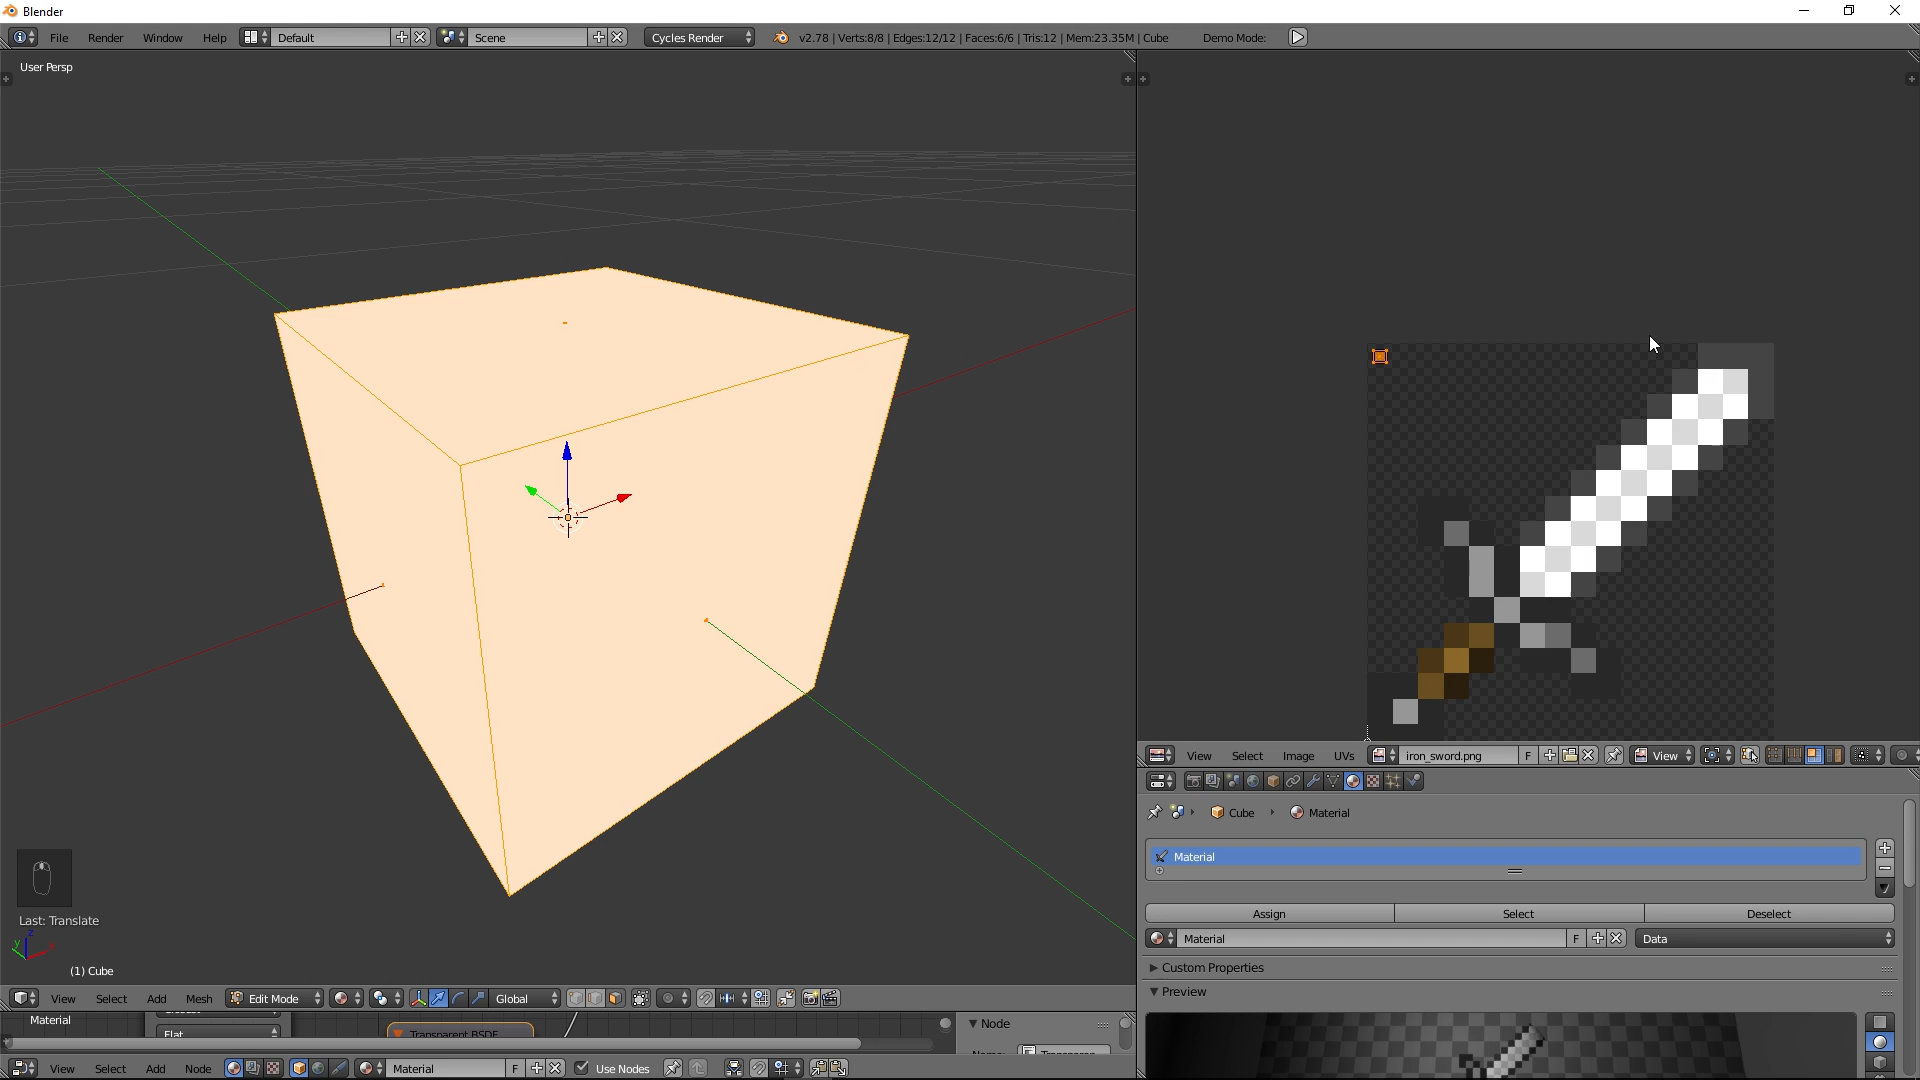 Blender
File Render Window Help Default Scene Cycles Render v2.78 | Verts:8/8 | Edges:12/12 | Faces:6/6 | Tris:12 | Mem:23.35M | Cube Demo Mode:
User Persp
Last: Translate
(1) Cube
View Select Add Mesh Edit Mode Global
Material
Flat
Transparent BSDF
Node
View Select Add Node Material F Use Nodes
View Select Image UVs iron_sword.png F View
Cube Material
Material
Assign Select Deselect
Material F Data
Custom Properties
Preview